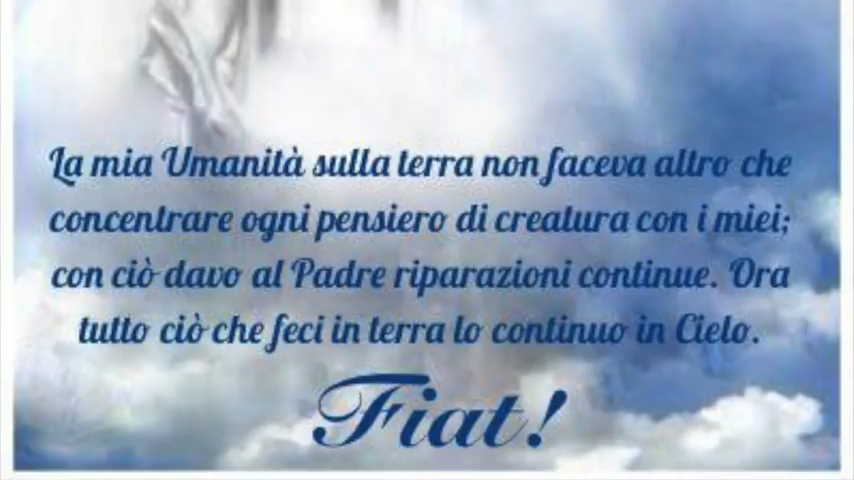 La mia Umanità sulla terra non faceva altro che
concentrare ogni pensiero di creatura con i miei;
con ciò davo al Padre riparazioni continue. Ora
tutto ciò che feci in terra lo continuo in Cielo.
Fiat!